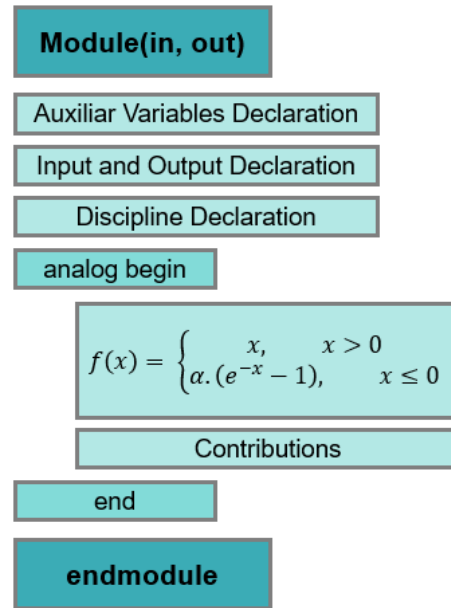 Module(in, out)
Auxiliar Variables Declaration
Input and Output Declaration
Discipline Declaration
analog begin
f(x) = { x, x > 0
α. (e^{-x} − 1), x ≤ 0
Contributions
end
endmodule